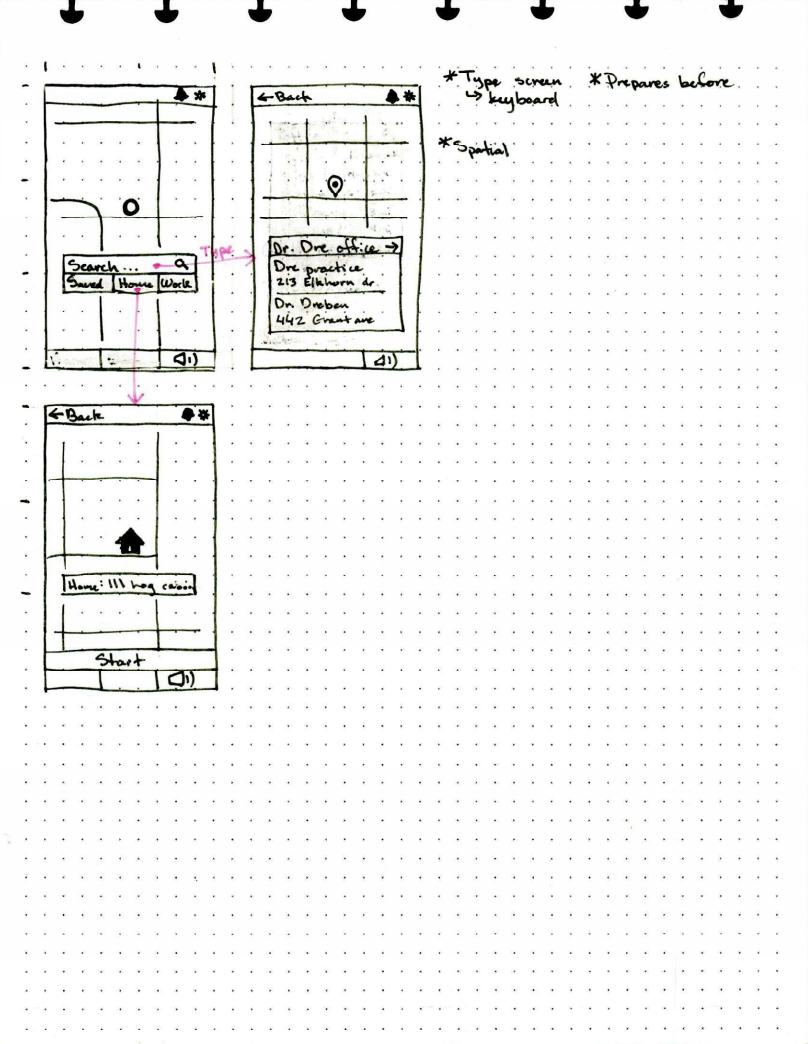 Search...
Saved Home Work
Type
← Back
Dr. Dre office →
Dre practice
213 Elkhorn dr.
Dr. Dreben
442 Grant ave
* Type screen
↳ keyboard
* Prepares before
* Spatial
← Back
Home: 111 hog
Start